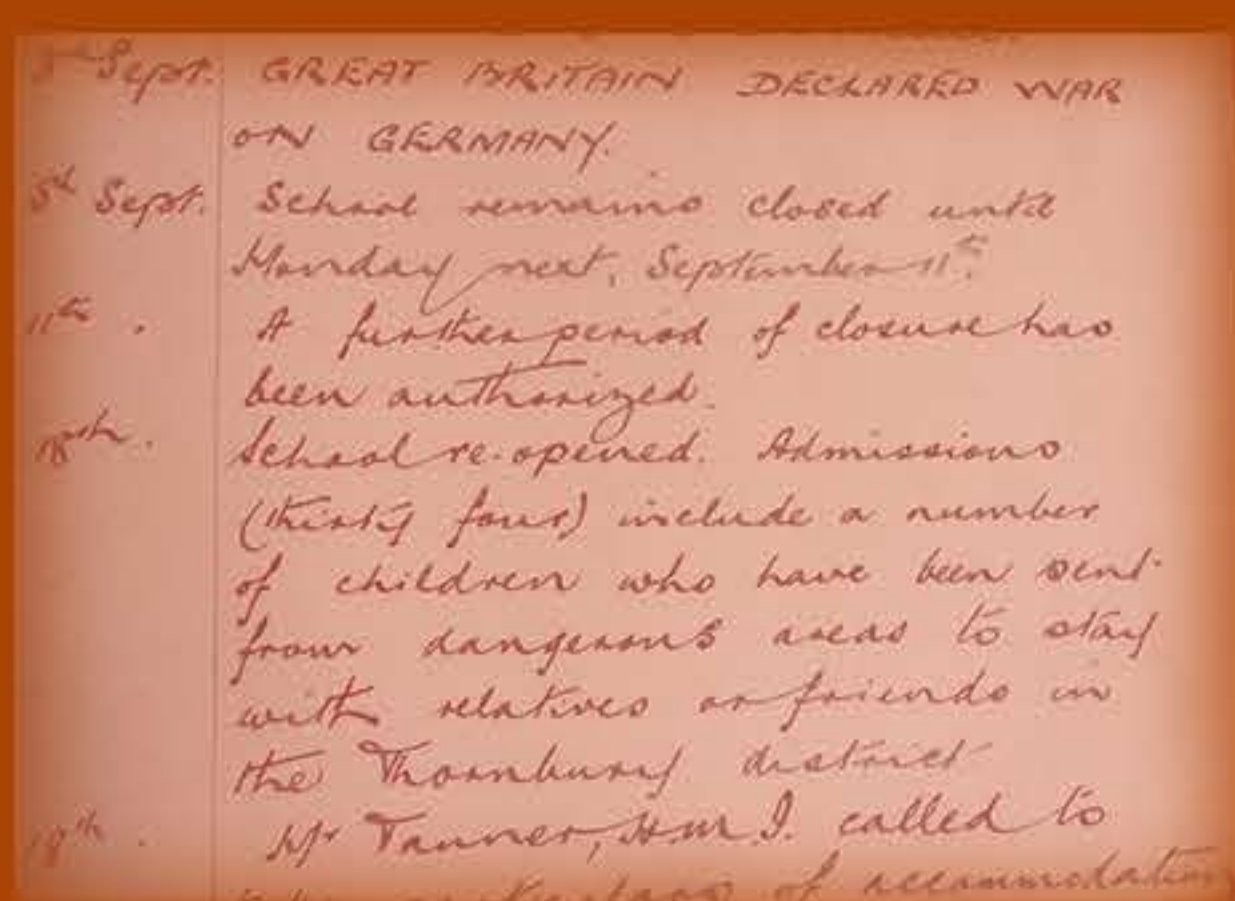 3rd Sept. GREAT BRITAIN DECLARED WAR
ON GERMANY.
5th Sept. School remains closed until
Monday next, September 11th.
11th. A further period of closure has
been authorized.
18th. School re-opened. Admissions
(thirty four) include a number
of children who have been sent
from dangerous areas to stay
with relatives or friends in
the Thornbury district
19th. Mr Tanner, H.M.I. called to
of accommodation